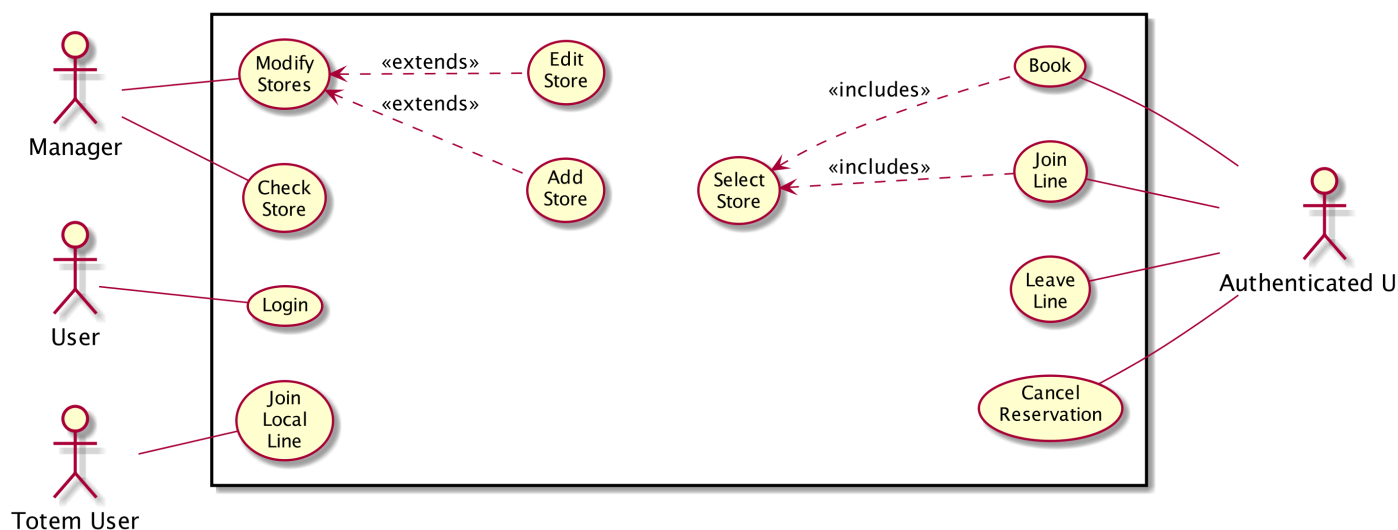 Manager
User
Totem User
Modify
Stores
«extends»
Edit
Store
«extends»
Add
Store
Check
Store
Login
Join
Local
Line
Select
Store
«includes»
Book
«includes»
Join
Line
Leave
Line
Cancel
Reservation
Authenticated U